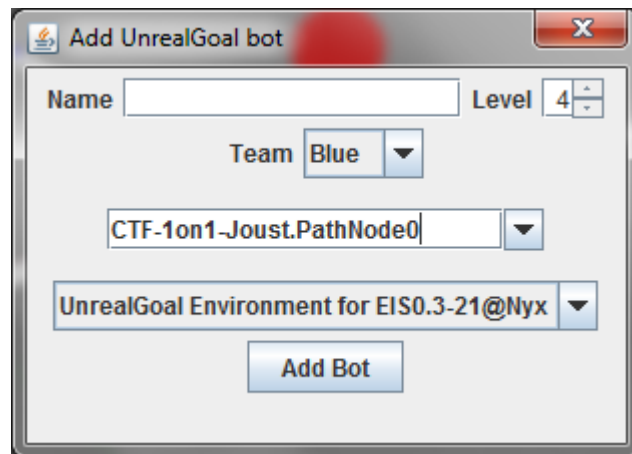 Add UnrealGoal bot
Name Level 4
Team Blue
CTF-1on1-Joust.PathNode0
UnrealGoal Environment for EIS0.3-21@Nyx
Add Bot